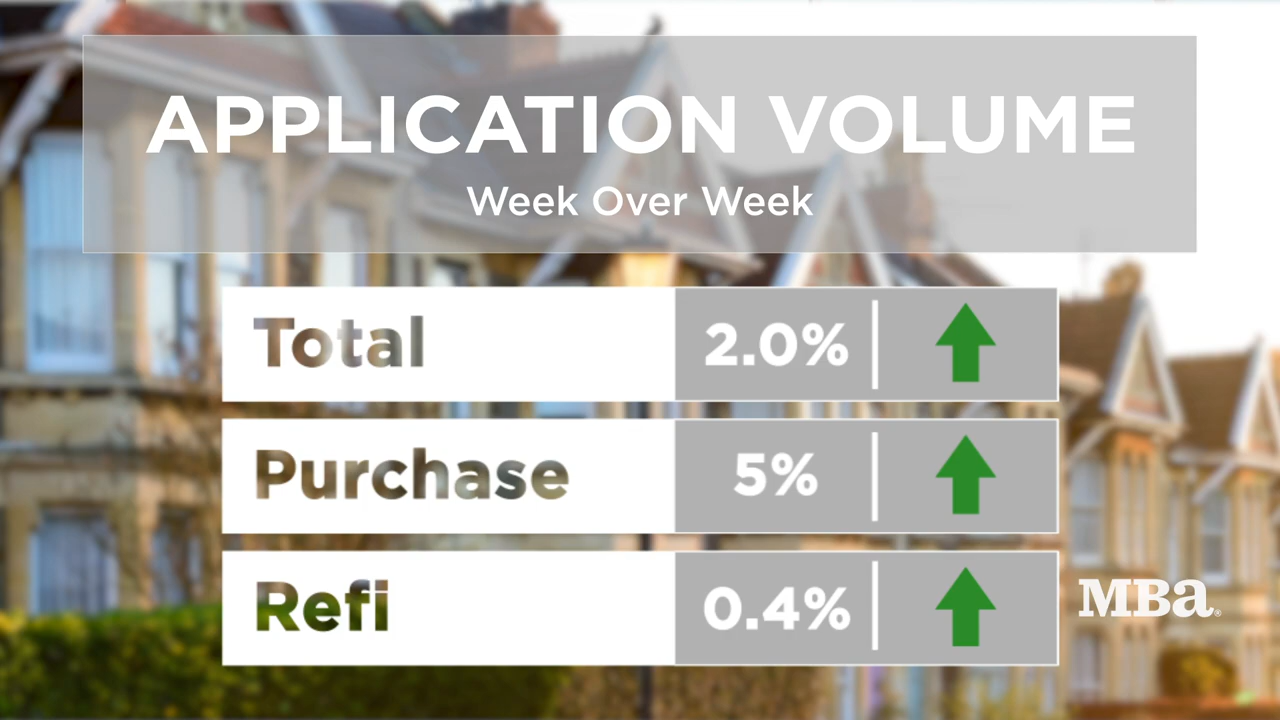 APPLICATION VOLUME
Week Over Week
Total 2.0%
Purchase 5%
Refi 0.4%
MBa®